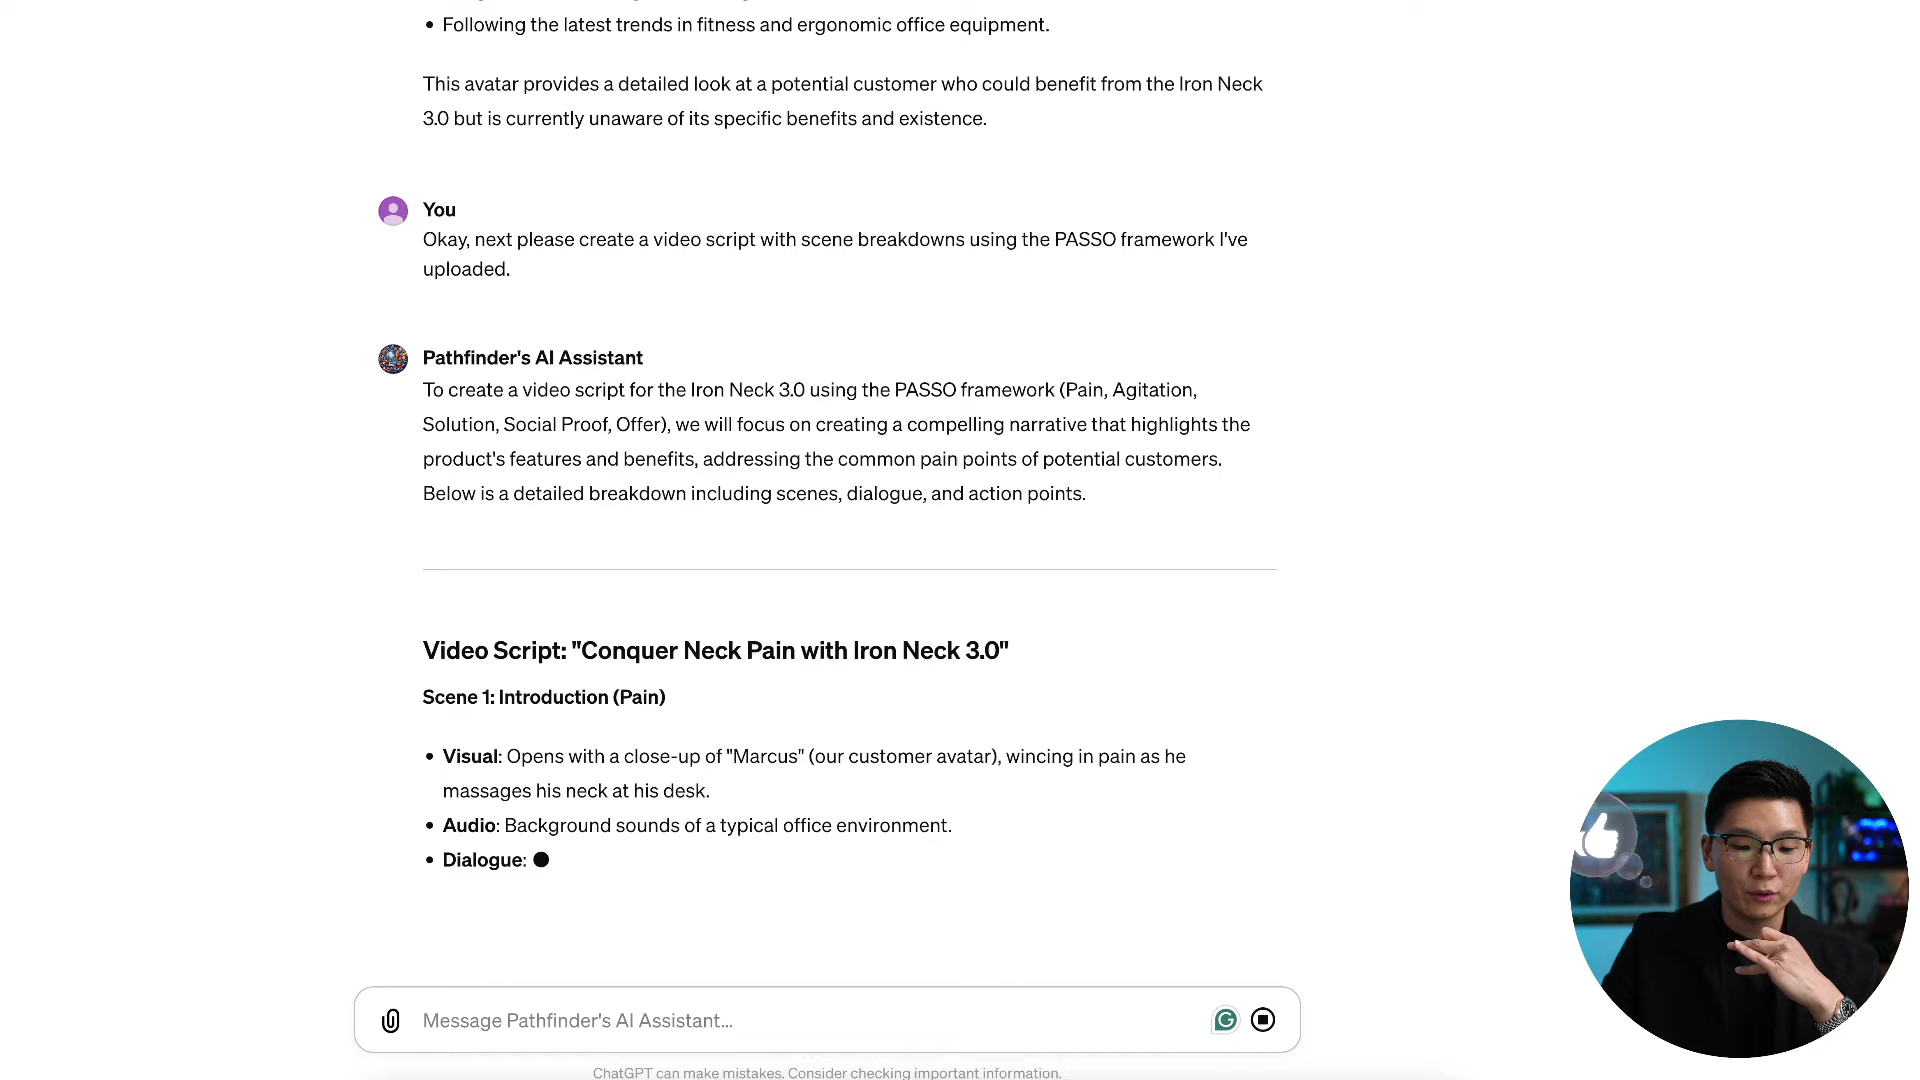 • Following the latest trends in fitness and ergonomic office equipment.
This avatar provides a detailed look at a potential customer who could benefit from the Iron Neck
3.0 but is currently unaware of its specific benefits and existence.
You
Okay, next please create a video script with scene breakdowns using the PASSO framework I've
uploaded.
Pathfinder's AI Assistant
To create a video script for the Iron Neck 3.0 using the PASSO framework (Pain, Agitation,
Solution, Social Proof, Offer), we will focus on creating a compelling narrative that highlights the
product's features and benefits, addressing the common pain points of potential customers.
Below is a detailed breakdown including scenes, dialogue, and action points.
Video Script: "Conquer Neck Pain with Iron Neck 3.0"
Scene 1: Introduction (Pain)
• Visual: Opens with a close-up of "Marcus" (our customer avatar), wincing in pain as he
massages his neck at his desk.
• Audio: Background sounds of a typical office environment.
• Dialogue:
Message Pathfinder's AI Assistant...
ChatGPT can make mistakes. Consider checking important information.